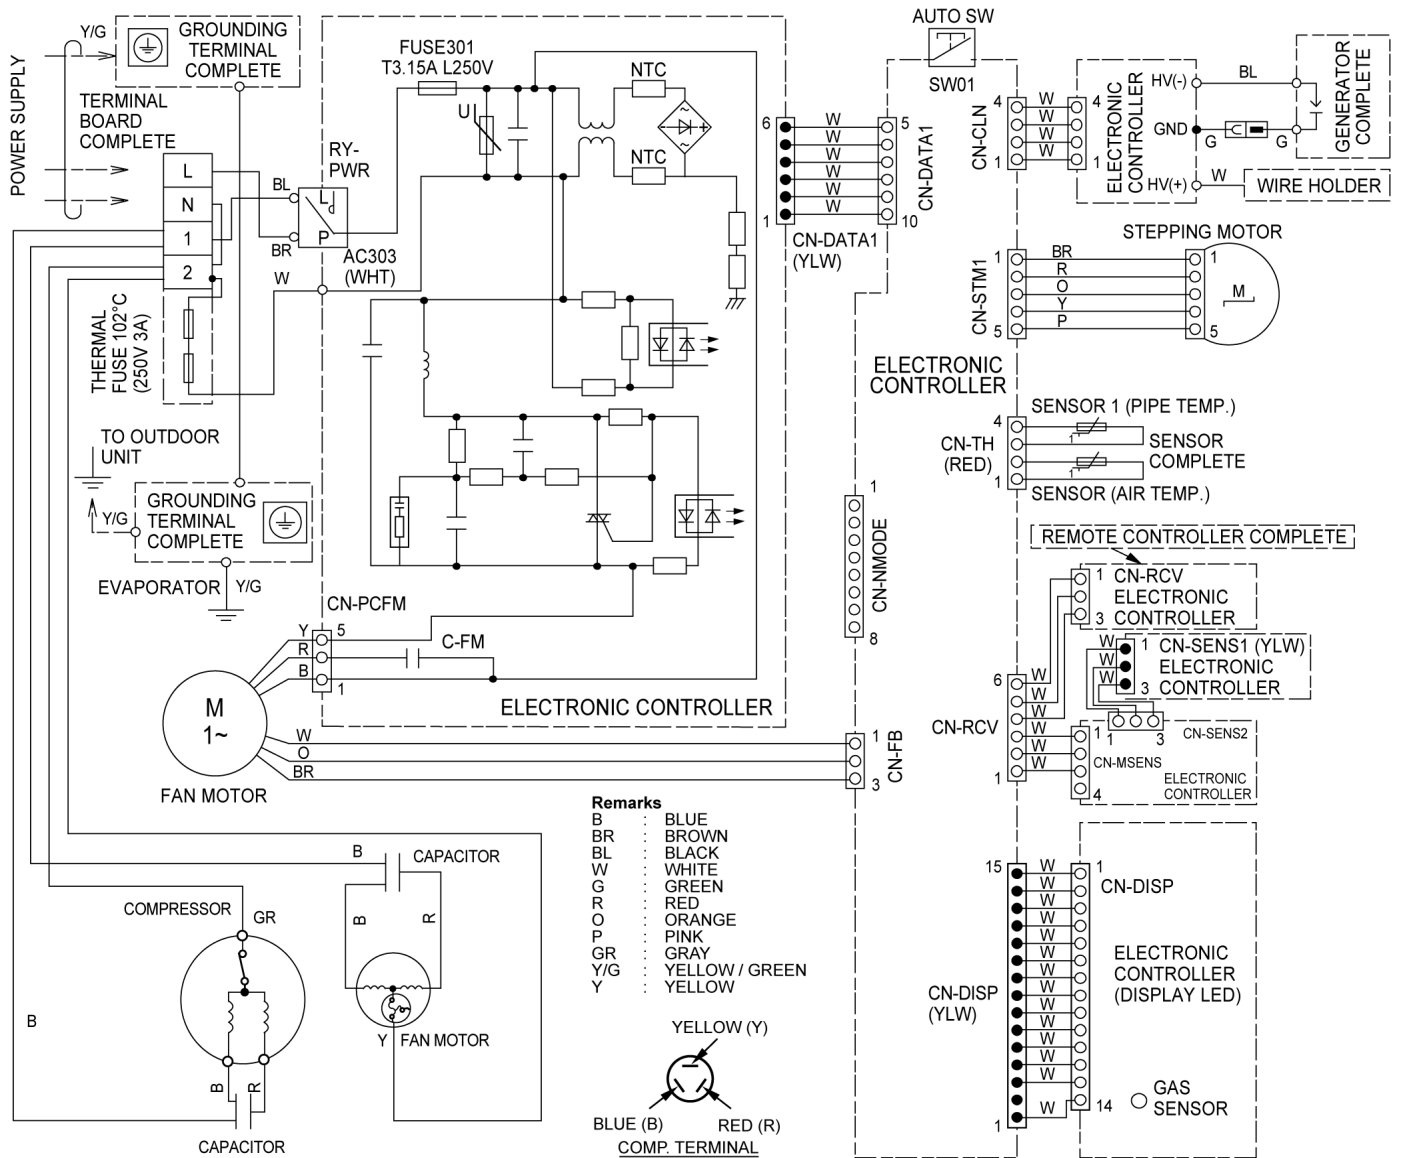 AUTO SW
SW01
POWER SUPPLY
Y/G
GROUNDING
TERMINAL
COMPLETE
TERMINAL
BOARD
COMPLETE
L
N
1
2
THERMAL
FUSE 102°C
(250V 3A)
BL
BR
W
RY-
PWR
L
P
AC303
(WHT)
FUSE301
T3.15A L250V
U
NTC
~
+
~
NTC
6
1
W
W
W
W
W
W
5
10
CN-DATA1
CN-DATA1
(YLW)
TO OUTDOOR
UNIT
Y/G
GROUNDING
TERMINAL
COMPLETE
EVAPORATOR
Y/G
CN-PCFM
Y
5
R
B
1
C-FM
ELECTRONIC CONTROLLER
M
1~
FAN MOTOR
W
O
BR
1
3
CN-FB
1
8
CN-NMODE
ELECTRONIC
CONTROLLER
CN-CLN
4
1
W
W
W
W
4
1
ELECTRONIC
CONTROLLER
HV(-)
GND
HV(+)
BL
G
G
W
GENERATOR
COMPLETE
WIRE HOLDER
STEPPING MOTOR
CN-STM1
1
5
BR
R
O
Y
P
1
5
M
SENSOR 1 (PIPE TEMP.)
4
CN-TH
(RED)
1
1
1
SENSOR
COMPLETE
SENSOR (AIR TEMP.)
REMOTE CONTROLLER COMPLETE
1
3
CN-RCV
ELECTRONIC
CONTROLLER
W
W
W
1
3
CN-SENS1 (YLW)
ELECTRONIC
CONTROLLER
6
1
CN-RCV
W
W
W
W
W
W
1
4
1
3
CN-SENS2
CN-MSENS
ELECTRONIC
CONTROLLER
15
1
CN-DISP
(YLW)
W
W
W
W
W
W
W
W
W
W
W
W
W
W
1
14
CN-DISP
ELECTRONIC
CONTROLLER
(DISPLAY LED)
GAS
SENSOR
B
B
CAPACITOR
B
R
COMPRESSOR
GR
B
R
CAPACITOR
Y
FAN MOTOR
Remarks
B : BLUE
BR : BROWN
BL : BLACK
W : WHITE
G : GREEN
R : RED
O : ORANGE
P : PINK
GR : GRAY
Y/G : YELLOW / GREEN
Y : YELLOW
YELLOW (Y)
BLUE (B)
RED (R)
COMP. TERMINAL